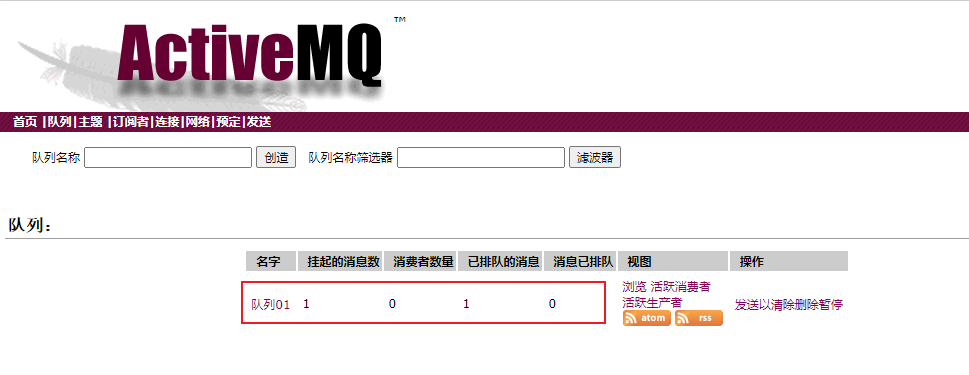 ActiveMQ™
首页 |队列|主题 |订阅者|连接|网络|预定|发送
队列名称 创造 队列名称筛选器 滤波器
队列：
名字 挂起的消息数 消费者数量 已排队的消息 消息已排队 视图 操作
队列01 1 0 1 0 浏览 活跃消费者
活跃生产者
atom rss
发送以清除删除暂停